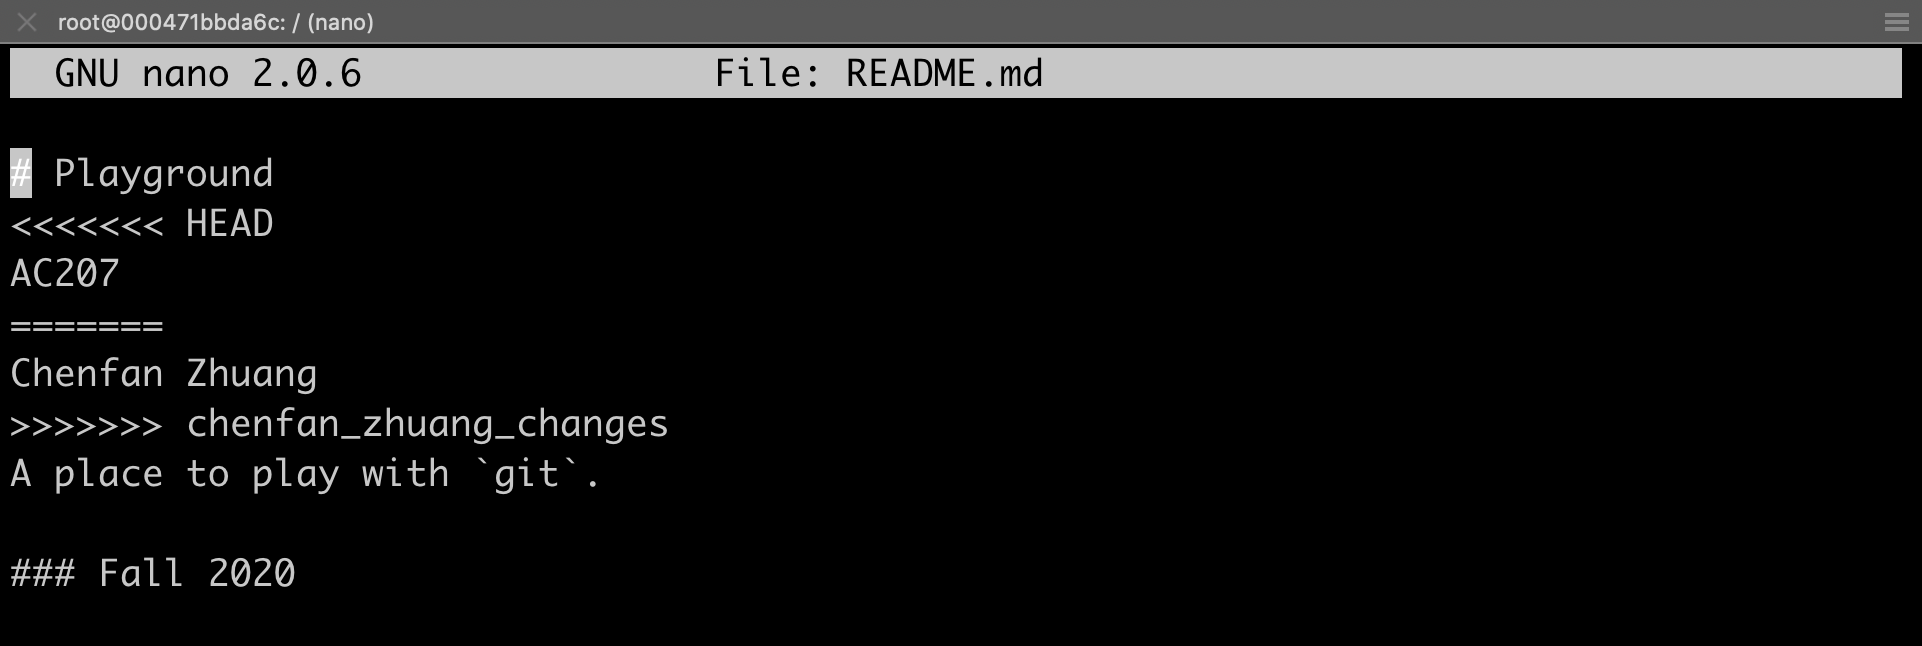 root@000471bbda6c: / (nano)
GNU nano 2.0.6 File: README.md
# Playground
<<<<<<< HEAD
AC207
=======
Chenfan Zhuang
>>>>>>> chenfan_zhuang_changes
A place to play with `git`.
### Fall 2020